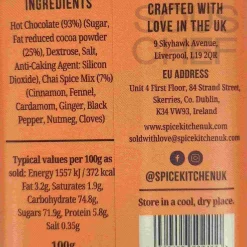 INGREDIENTS
Hot Chocolate (93%) (Sugar,
Fat reduced cocoa powder
(25%), Dextrose, Salt,
Anti-Caking Agent: Silicon
Dioxide), Chai Spice Mix (7%)
(Cinnamon, Fennel,
Cardamom, Ginger, Black
Pepper, Nutmeg, Cloves)
Typical values per 100g as
sold: Energy 1557 kJ / 372 kcal
Fat 3.2g, Saturates 1.9g,
Carbohydrate 74.8g,
Sugars 71.9g, Protein 5.8g,
Salt 0.35g
100g
CRAFTED WITH
LOVE IN THE UK
9 Skyhawk Avenue,
Liverpool, L19 2QR
EU ADDRESS
Unit 4 First Floor, 84 Strand Street,
Skerries, Co. Dublin,
K34 VW93, Ireland
www.spicekitchenuk.com
soldwithlove@spicekitchenuk.com
@SPICEKITCHENUK
Store in a cool, dry place.